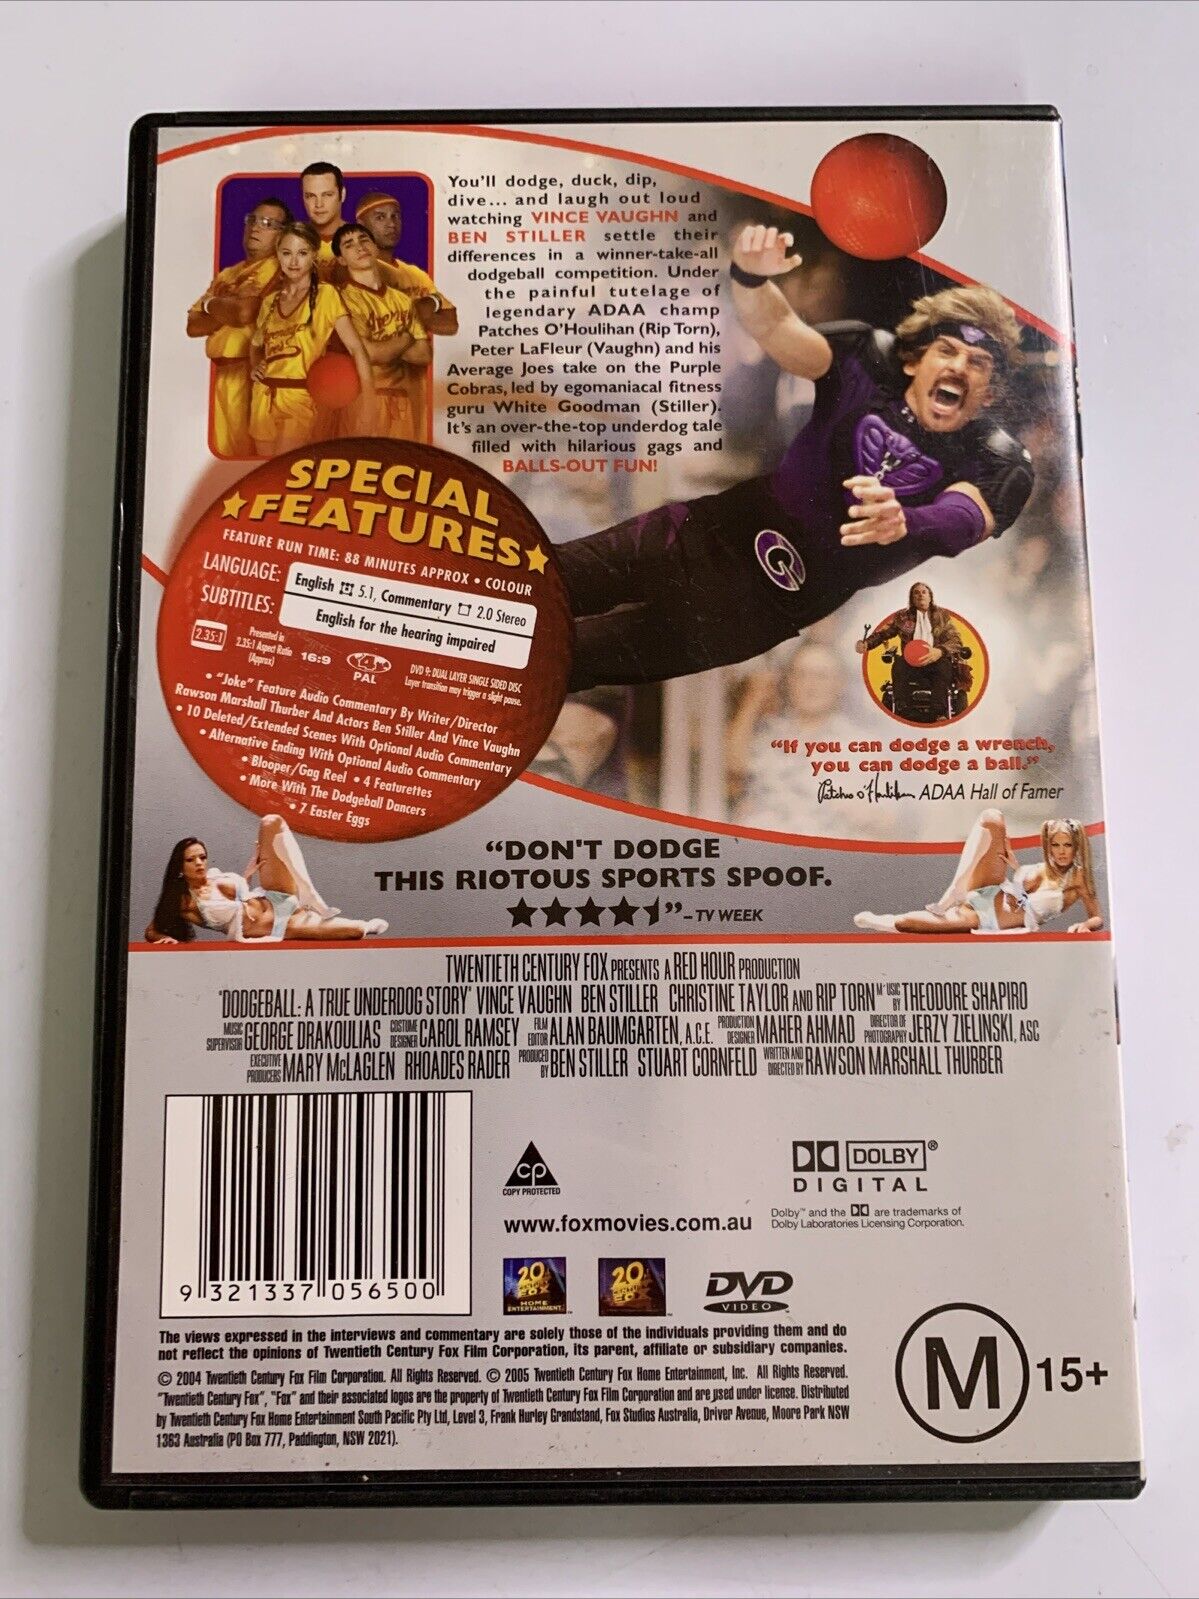 You'll dodge, duck, dip,
dive... and laugh out loud
watching VINCE VAUGHN and
BEN STILLER settle their
differences in a winner-take-all
dodgeball competition. Under
the painful tutelage of
legendary ADAA champ
Patches O'Houlihan (Rip Torn),
Peter LaFleur (Vaughn) and his
Average Joes take on the Purple
Cobras, led by egomaniacal fitness
guru White Goodman (Stiller).
It's an over-the-top underdog tale
filled with hilarious gags and
BALLS-OUT FUN!
SPECIAL
FEATURES
FEATURE RUN TIME: 88 MINUTES APPROX • COLOUR
LANGUAGE: English 5.1, Commentary 2.0 Stereo
SUBTITLES: English for the hearing impaired
2.35:1
Presented in
2.35:1 Aspect Ratio
(Approx)
16:9
4
PAL
DVD 9: DUAL LAYER SINGLE SIDED DISC
Layer transition may trigger a slight pause.
• "Joke" Feature Audio Commentary By Writer/Director
Rawson Marshall Thurber And Actors Ben Stiller And Vince Vaughn
• 10 Deleted/Extended Scenes With Optional Audio Commentary
• Alternative Ending With Optional Audio Commentary
• Blooper/Gag Reel • 4 Featurettes
• More With The Dodgeball Dancers
• 7 Easter Eggs
"If you can dodge a wrench,
you can dodge a ball."
Patches O'Houlihan ADAA Hall of Famer
"DON'T DODGE
THIS RIOTOUS SPORTS SPOOF.
" – TV WEEK
TWENTIETH CENTURY FOX PRESENTS A RED HOUR PRODUCTION
"DODGEBALL: A TRUE UNDERDOG STORY" VINCE VAUGHN BEN STILLER CHRISTINE TAYLOR AND RIP TORN MUSIC BY THEODORE SHAPIRO
MUSIC SUPERVISOR GEORGE DRAKOULIAS COSTUME DESIGNER CAROL RAMSEY FILM EDITOR ALAN BAUMGARTEN, A.C.E. PRODUCTION DESIGNER MAHER AHMAD DIRECTOR OF PHOTOGRAPHY JERZY ZIELINSKI, ASC
EXECUTIVE PRODUCERS MARY McLAGLEN RHOADES RADER PRODUCED BY BEN STILLER STUART CORNFELD WRITTEN AND DIRECTED BY RAWSON MARSHALL THURBER
9 321337 056500
CP
COPY PROTECTED
www.foxmovies.com.au
DOLBY®
DIGITAL
Dolby™ and the are trademarks of
Dolby Laboratories Licensing Corporation.
20th CENTURY FOX HOME ENTERTAINMENT
20th CENTURY FOX
DVD
VIDEO
The views expressed in the interviews and commentary are solely those of the individuals providing them and do
not reflect the opinions of Twentieth Century Fox Film Corporation, its parent, affiliate or subsidiary companies.
© 2004 Twentieth Century Fox Film Corporation. All Rights Reserved. © 2005 Twentieth Century Fox Home Entertainment, Inc. All Rights Reserved.
"Twentieth Century Fox", "Fox" and their associated logos are the property of Twentieth Century Fox Film Corporation and are used under license. Distributed
by Twentieth Century Fox Home Entertainment South Pacific Pty Ltd, Level 3, Frank Hurley Grandstand, Fox Studios Australia, Driver Avenue, Moore Park NSW
1363 Australia (PO Box 777, Paddington, NSW 2021).
M 15+